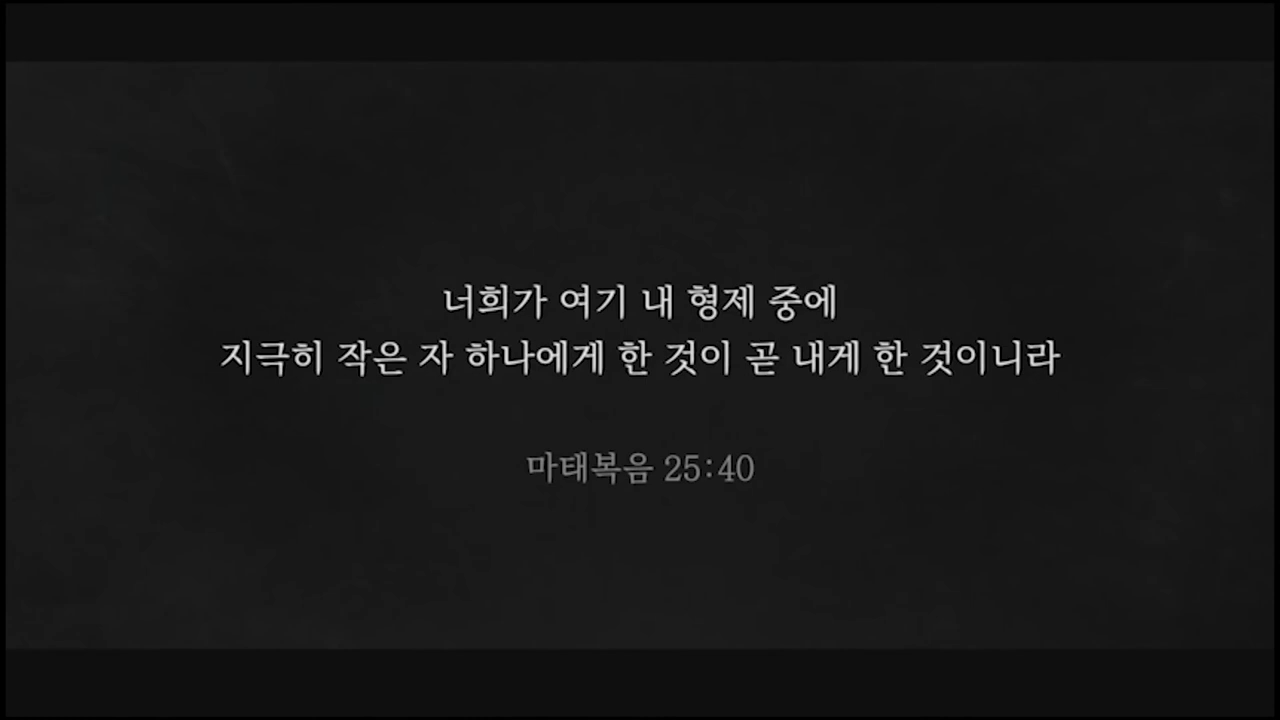 너희가 여기 내 형제 중에
지극히 작은 자 하나에게 한 것이 곧 내게 한 것이니라
마태복음 25:40